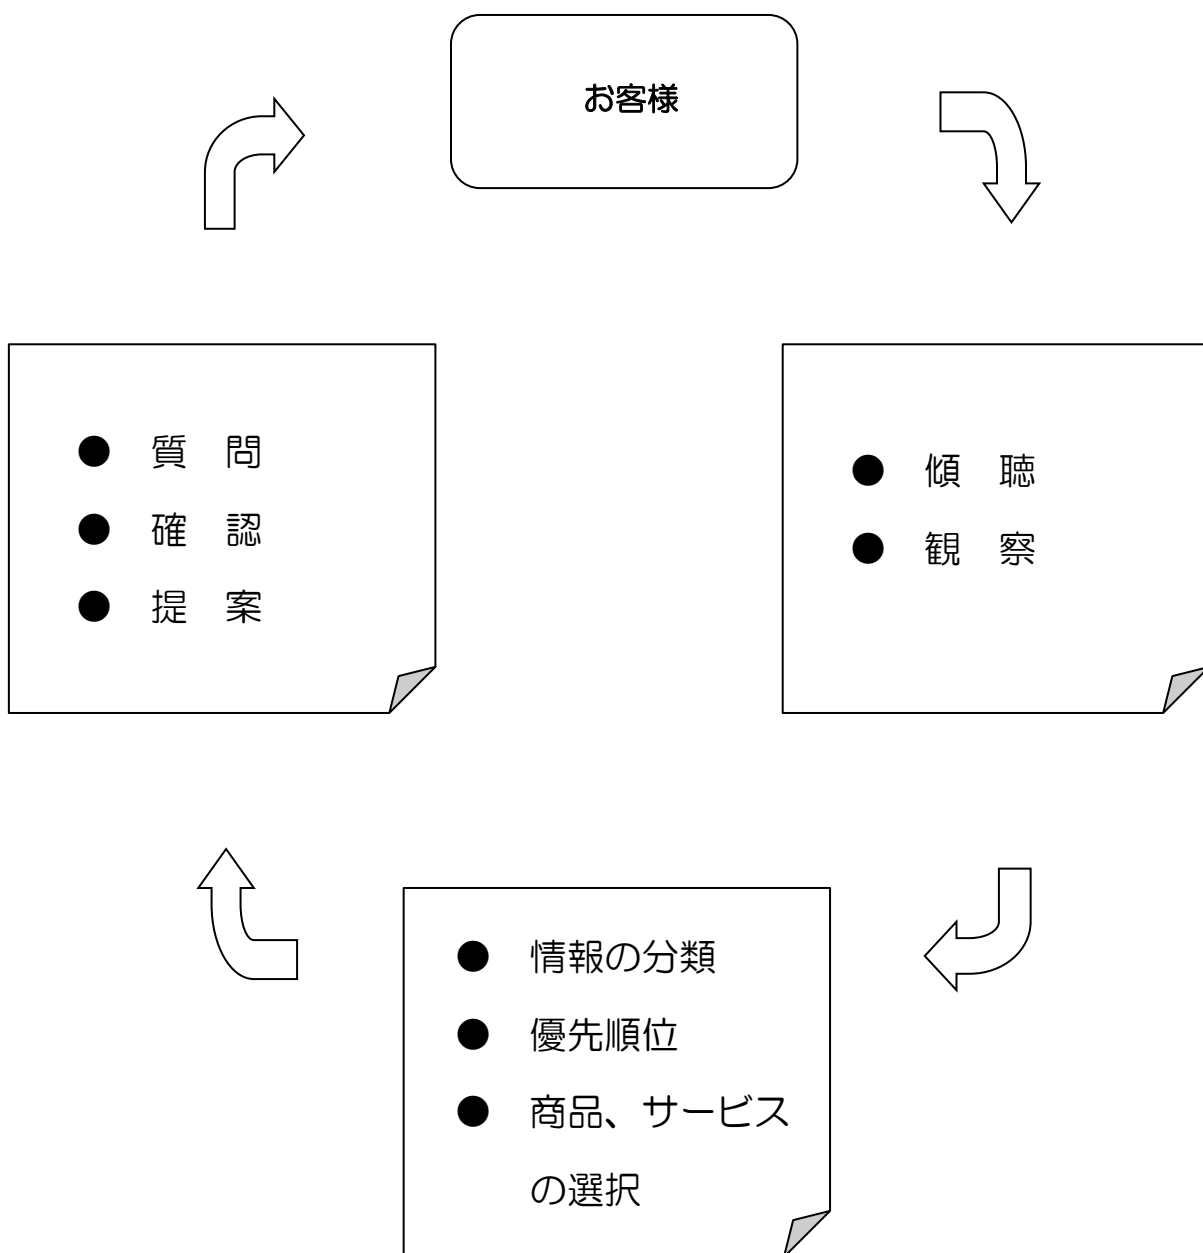 お客様
● 質　問
● 確　認
● 提　案
● 傾　聴
● 観　察
● 情報の分類
● 優先順位
● 商品、サービス
の選択